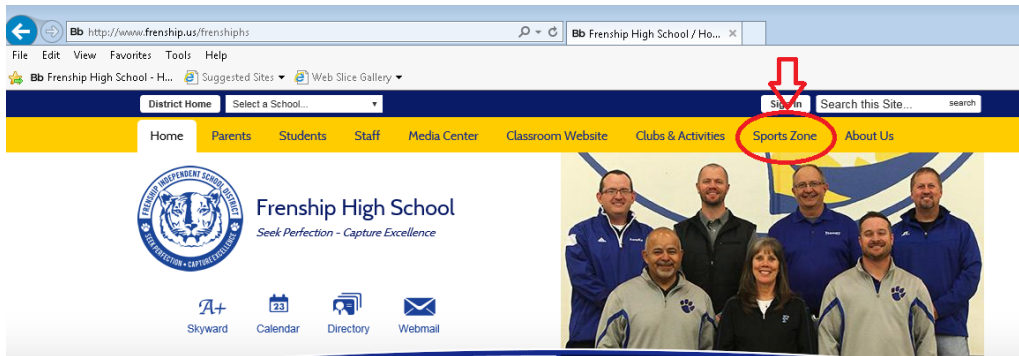 Bb http://www.frenship.us/frenshiphs
Bb Frenship High School / Ho...
File Edit View Favorites Tools Help
Bb Frenship High School - H... Suggested Sites Web Slice Gallery
District Home Select a School... Sign In Search this Site... search
Home Parents Students Staff Media Center Classroom Website Clubs & Activities Sports Zone About Us
FRENSHIP INDEPENDENT SCHOOL DISTRICT
SEEK PERFECTION • CAPTURE EXCELLENCE
Frenship High School
Seek Perfection - Capture Excellence
A+ 23
Skyward Calendar Directory Webmail